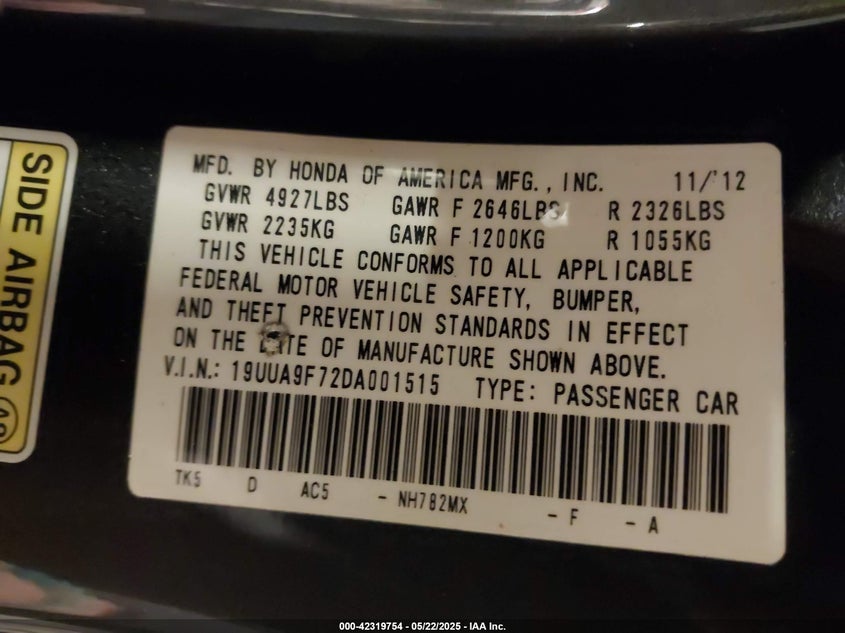 MFD. BY HONDA OF AMERICA MFG., INC. 11/'12
GVWR 4927LBS GAWR F 2646LBS R 2326LBS
GVWR 2235KG GAWR F 1200KG R 1055KG
THIS VEHICLE CONFORMS TO ALL APPLICABLE
FEDERAL MOTOR VEHICLE SAFETY, BUMPER,
AND THEFT PREVENTION STANDARDS IN EFFECT
ON THE DATE OF MANUFACTURE SHOWN ABOVE.
V.I.N.: 19UUA9F72DA001515 TYPE: PASSENGER CAR
TK5 D AC5 - NH782MX - F - A
SIDE AIRBAG
000-42319754 - 05/22/2025 - IAA Inc.